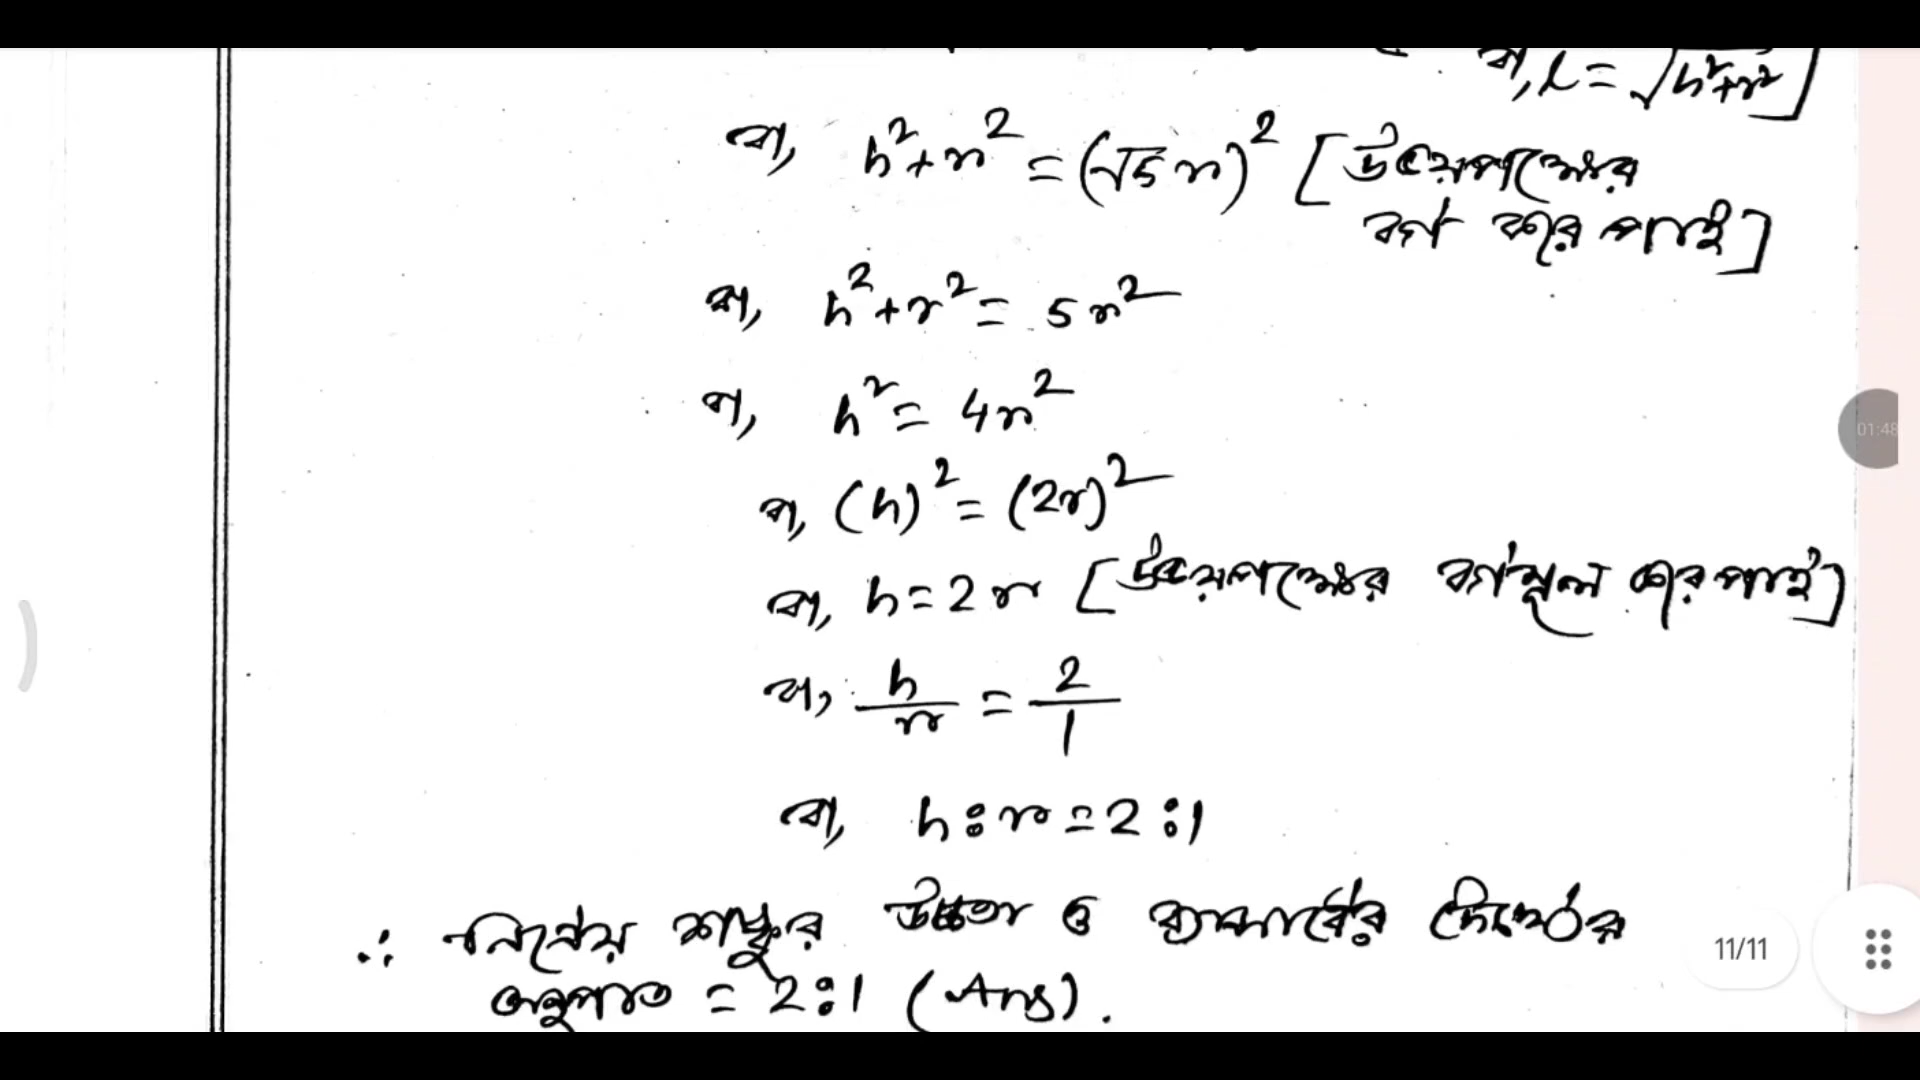 বা, l = √h²+r²]
বা, h²+r² = (√5 r)² [উভয়পক্ষের
বর্গ করে পাই]
বা, h²+r² = 5r²
বা, h² = 4r²
বা, (h)² = (2r)²
বা, h = 2r [উভয়পক্ষের বর্গমূল করে পাই]
বা, h/r = 2/1
বা, h : r = 2 : 1
∴ নির্ণেয় শঙ্কুর উচ্চতা ও ব্যাসার্ধের দৈর্ঘ্যের
অনুপাত = 2 : 1 (Ans).
01:48
11/11